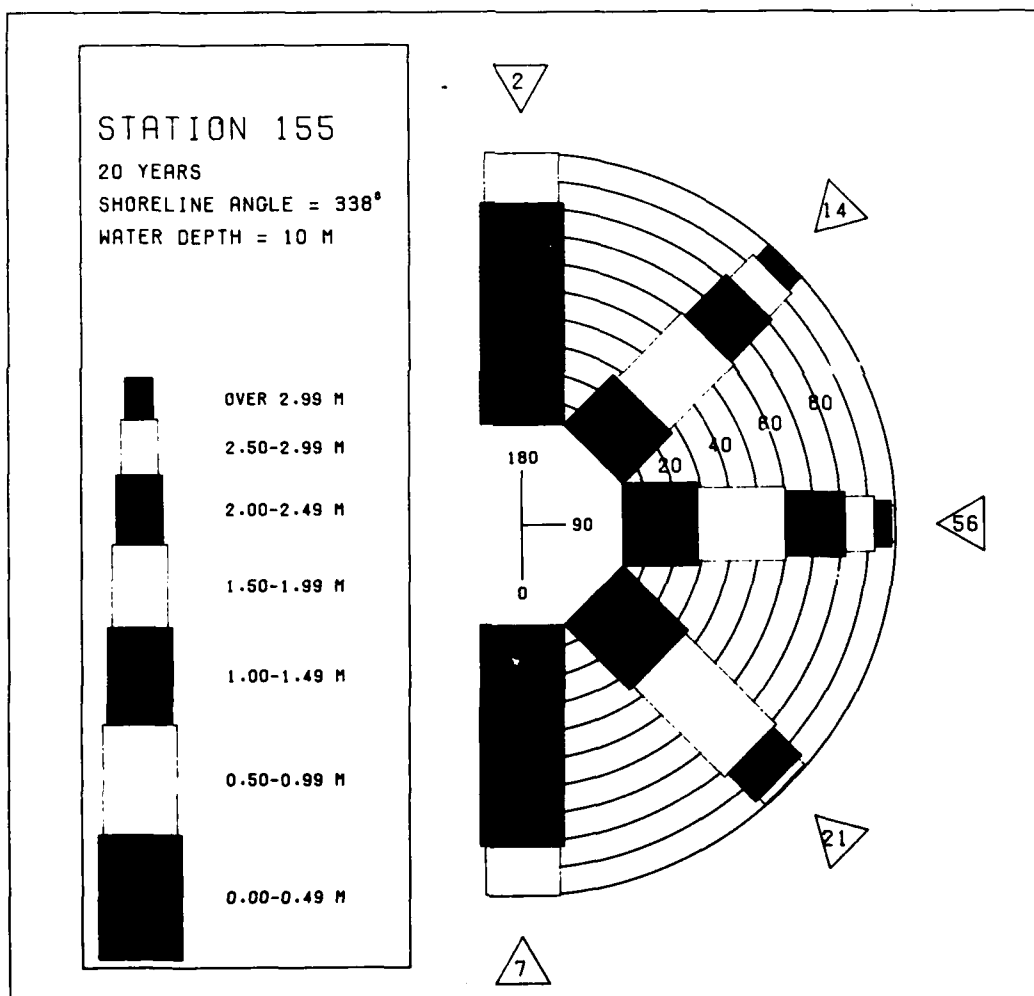 STATION 155
20 YEARS
SHORELINE ANGLE = 338°
WATER DEPTH = 10 M
OVER 2.99 M
2.50-2.99 M
2.00-2.49 M
1.50-1.99 M
1.00-1.49 M
0.50-0.99 M
0.00-0.49 M
2
14
80
60
40
20
180
90
0
56
21
7